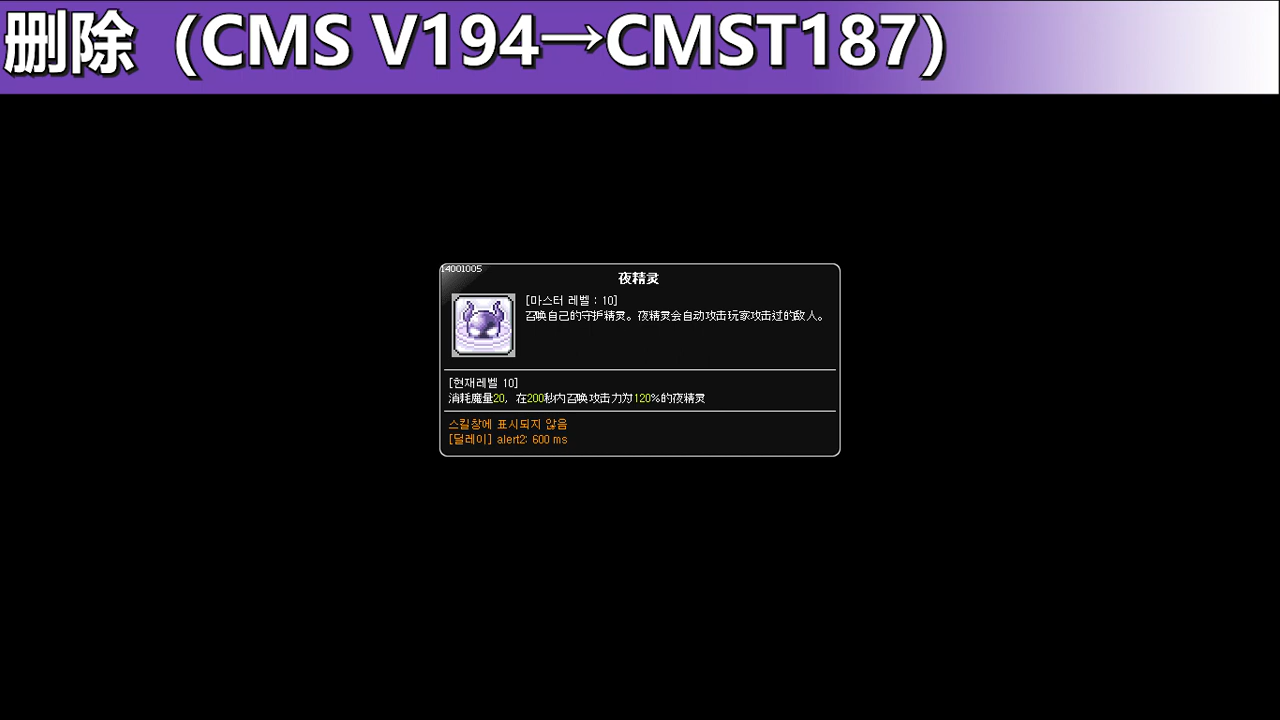 删除（CMS V194→CMST187）
14001005
夜精灵
[마스터 레벨 : 10]
召唤自己的守护精灵。夜精灵会自动攻击玩家攻击过的敌人。
[현재레벨 10]
消耗魔量20，在200秒内召唤攻击力为120%的夜精灵
스킬창에 표시되지 않음
[딜레이] alert2: 600 ms